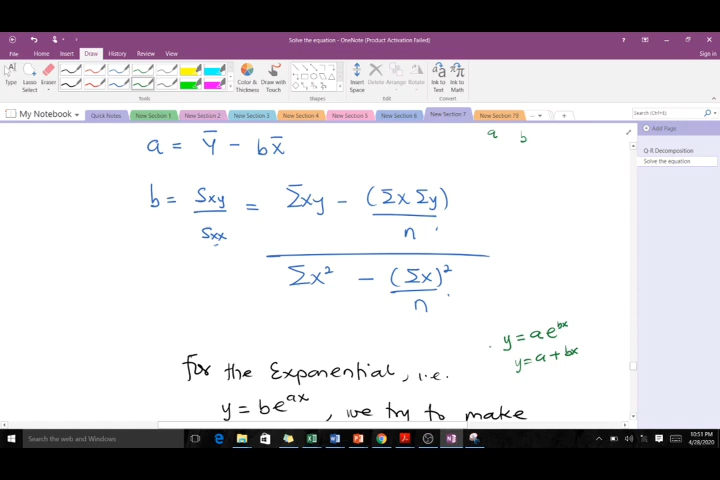 Solve the equation - OneNote (Product Activation Failed)
File Home Insert Draw History Review View Sign in
Type Lasso Select Eraser Color & Thickness Draw with Touch Insert Space Delete Arrange Ink to Text Ink to Math
Tools Shapes Edit Convert
My Notebook Quick Notes New Section 1 New Section 2 New Section 3 New Section 4 New Section 5 New Section 6 New Section 7 New Section 79 Search (Ctrl+E)
Add Page
Q-R Decomposition
Solve the equation
a b
a = Y̅ - bx̅
b = Sxy/Sxx = (Σxy - (Σx Σy)/n) / (Σx² - (Σx)²/n)
y = ae^bx
y = a + bx
For the Exponential, i.e.
y = be^ax, we try to make
Search the web and Windows
10:51 PM
4/28/2020